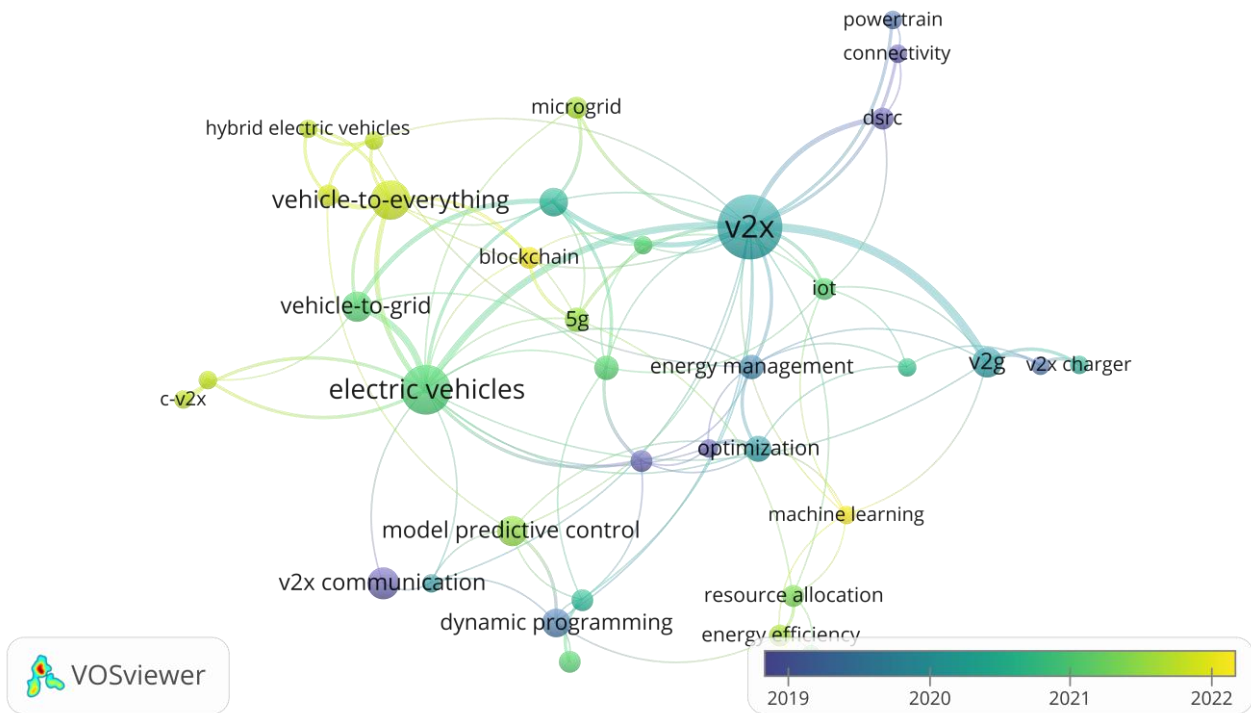 powertrain
connectivity
microgrid
dsrc
hybrid electric vehicles
vehicle-to-everything
v2x
blockchain
iot
vehicle-to-grid
5g
energy management
v2g
v2x charger
electric vehicles
c-v2x
optimization
machine learning
model predictive control
v2x communication
resource allocation
dynamic programming
energy efficiency
VOSviewer
2019
2020
2021
2022